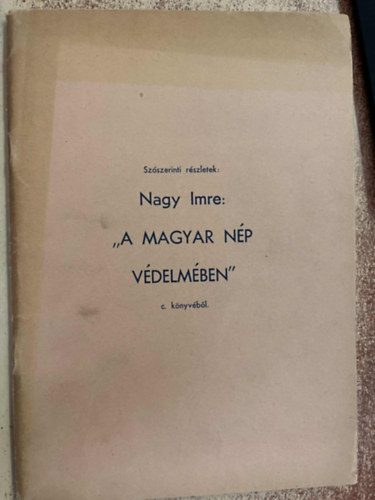 Szószerinti részletek:
Nagy Imre:
„A MAGYAR NÉP
VÉDELMÉBEN”
c. könyvéből.